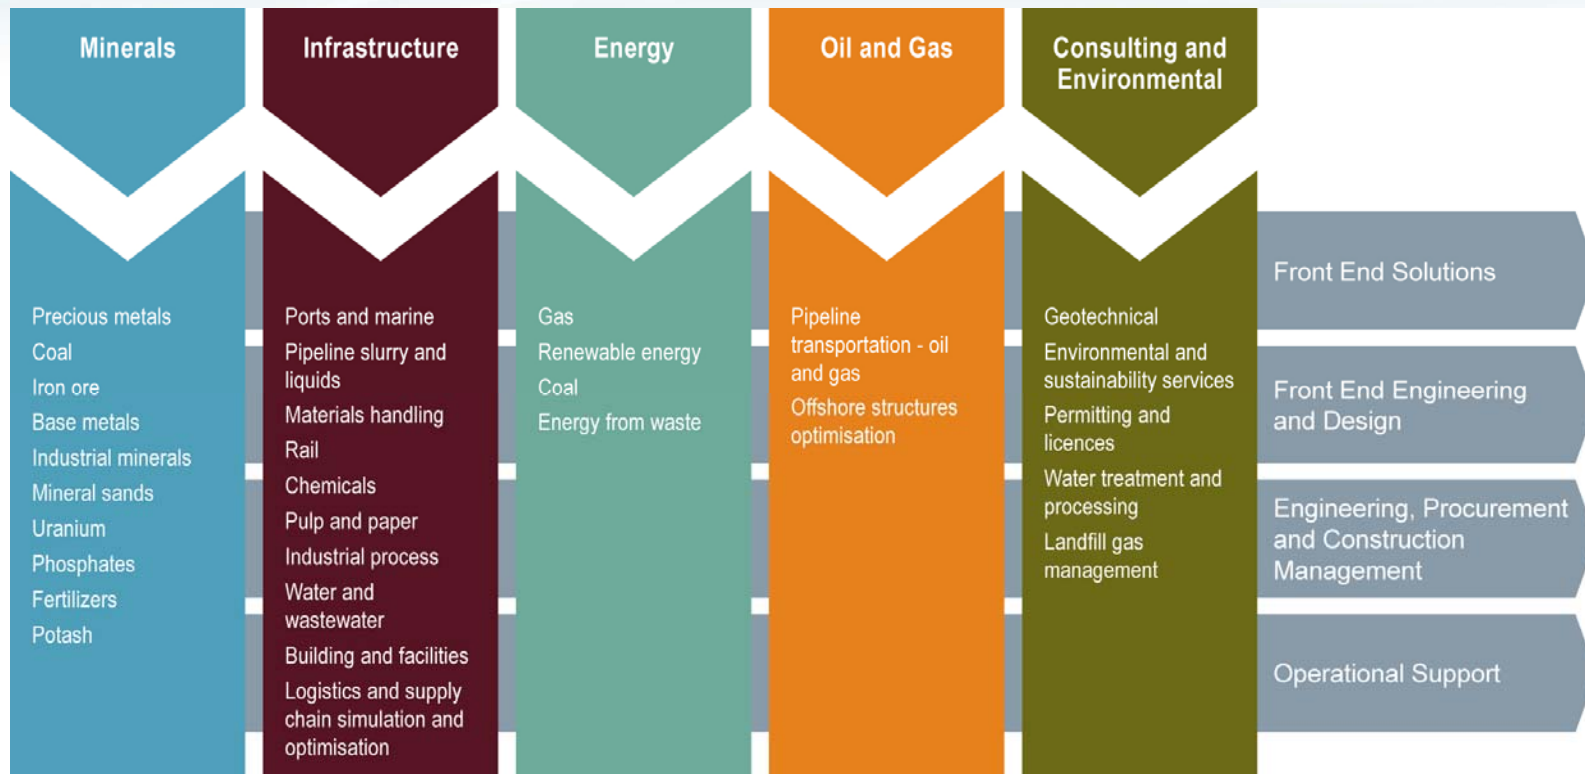 Minerals
Precious metals
Coal
Iron ore
Base metals
Industrial minerals
Mineral sands
Uranium
Phosphates
Fertilizers
Potash
Infrastructure
Ports and marine
Pipeline slurry and
liquids
Materials handling
Rail
Chemicals
Pulp and paper
Industrial process
Water and
wastewater
Building and facilities
Logistics and supply
chain simulation and
optimisation
Energy
Gas
Renewable energy
Coal
Energy from waste
Oil and Gas
Pipeline
transportation - oil
and gas
Offshore structures
optimisation
Consulting and
Environmental
Geotechnical
Environmental and
sustainability services
Permitting and
licences
Water treatment and
processing
Landfill gas
management
Front End Solutions
Front End Engineering
and Design
Engineering, Procurement
and Construction
Management
Operational Support